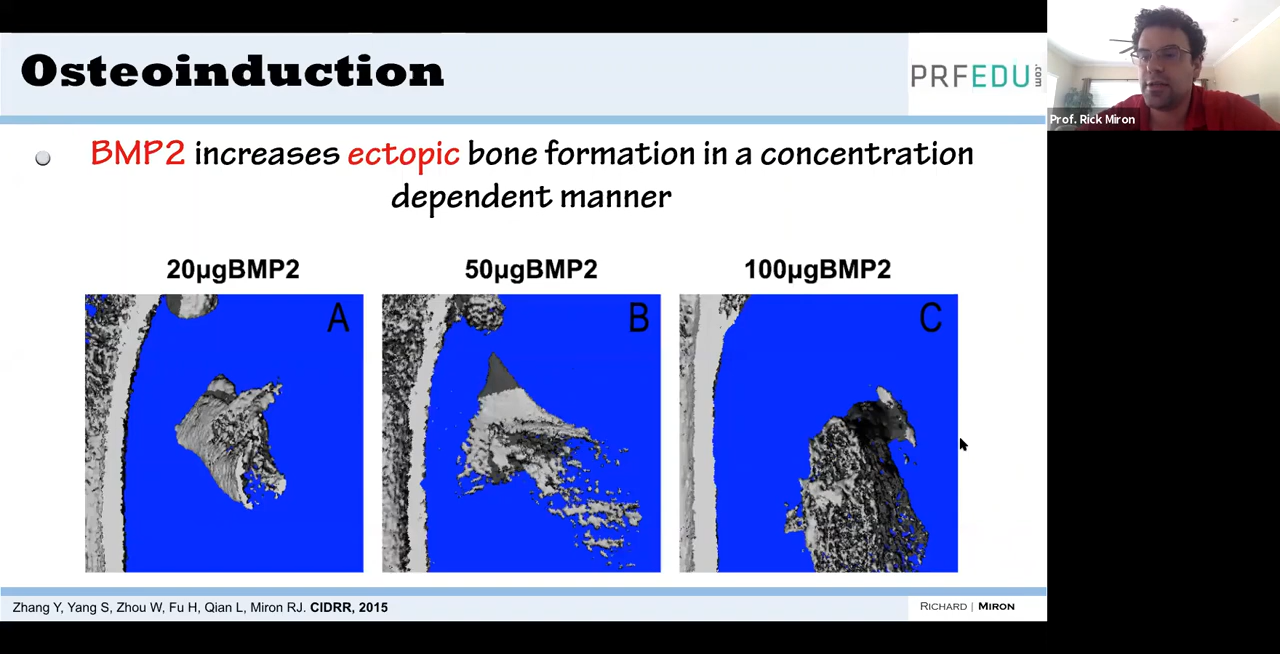 Osteoinduction
PRFEDU.com
Prof. Rick Miron
BMP2 increases ectopic bone formation in a concentration
dependent manner
20µgBMP2
50µgBMP2
100µgBMP2
A
B
C
Zhang Y, Yang S, Zhou W, Fu H, Qian L, Miron RJ. CIDRR, 2015
RICHARD | MIRON